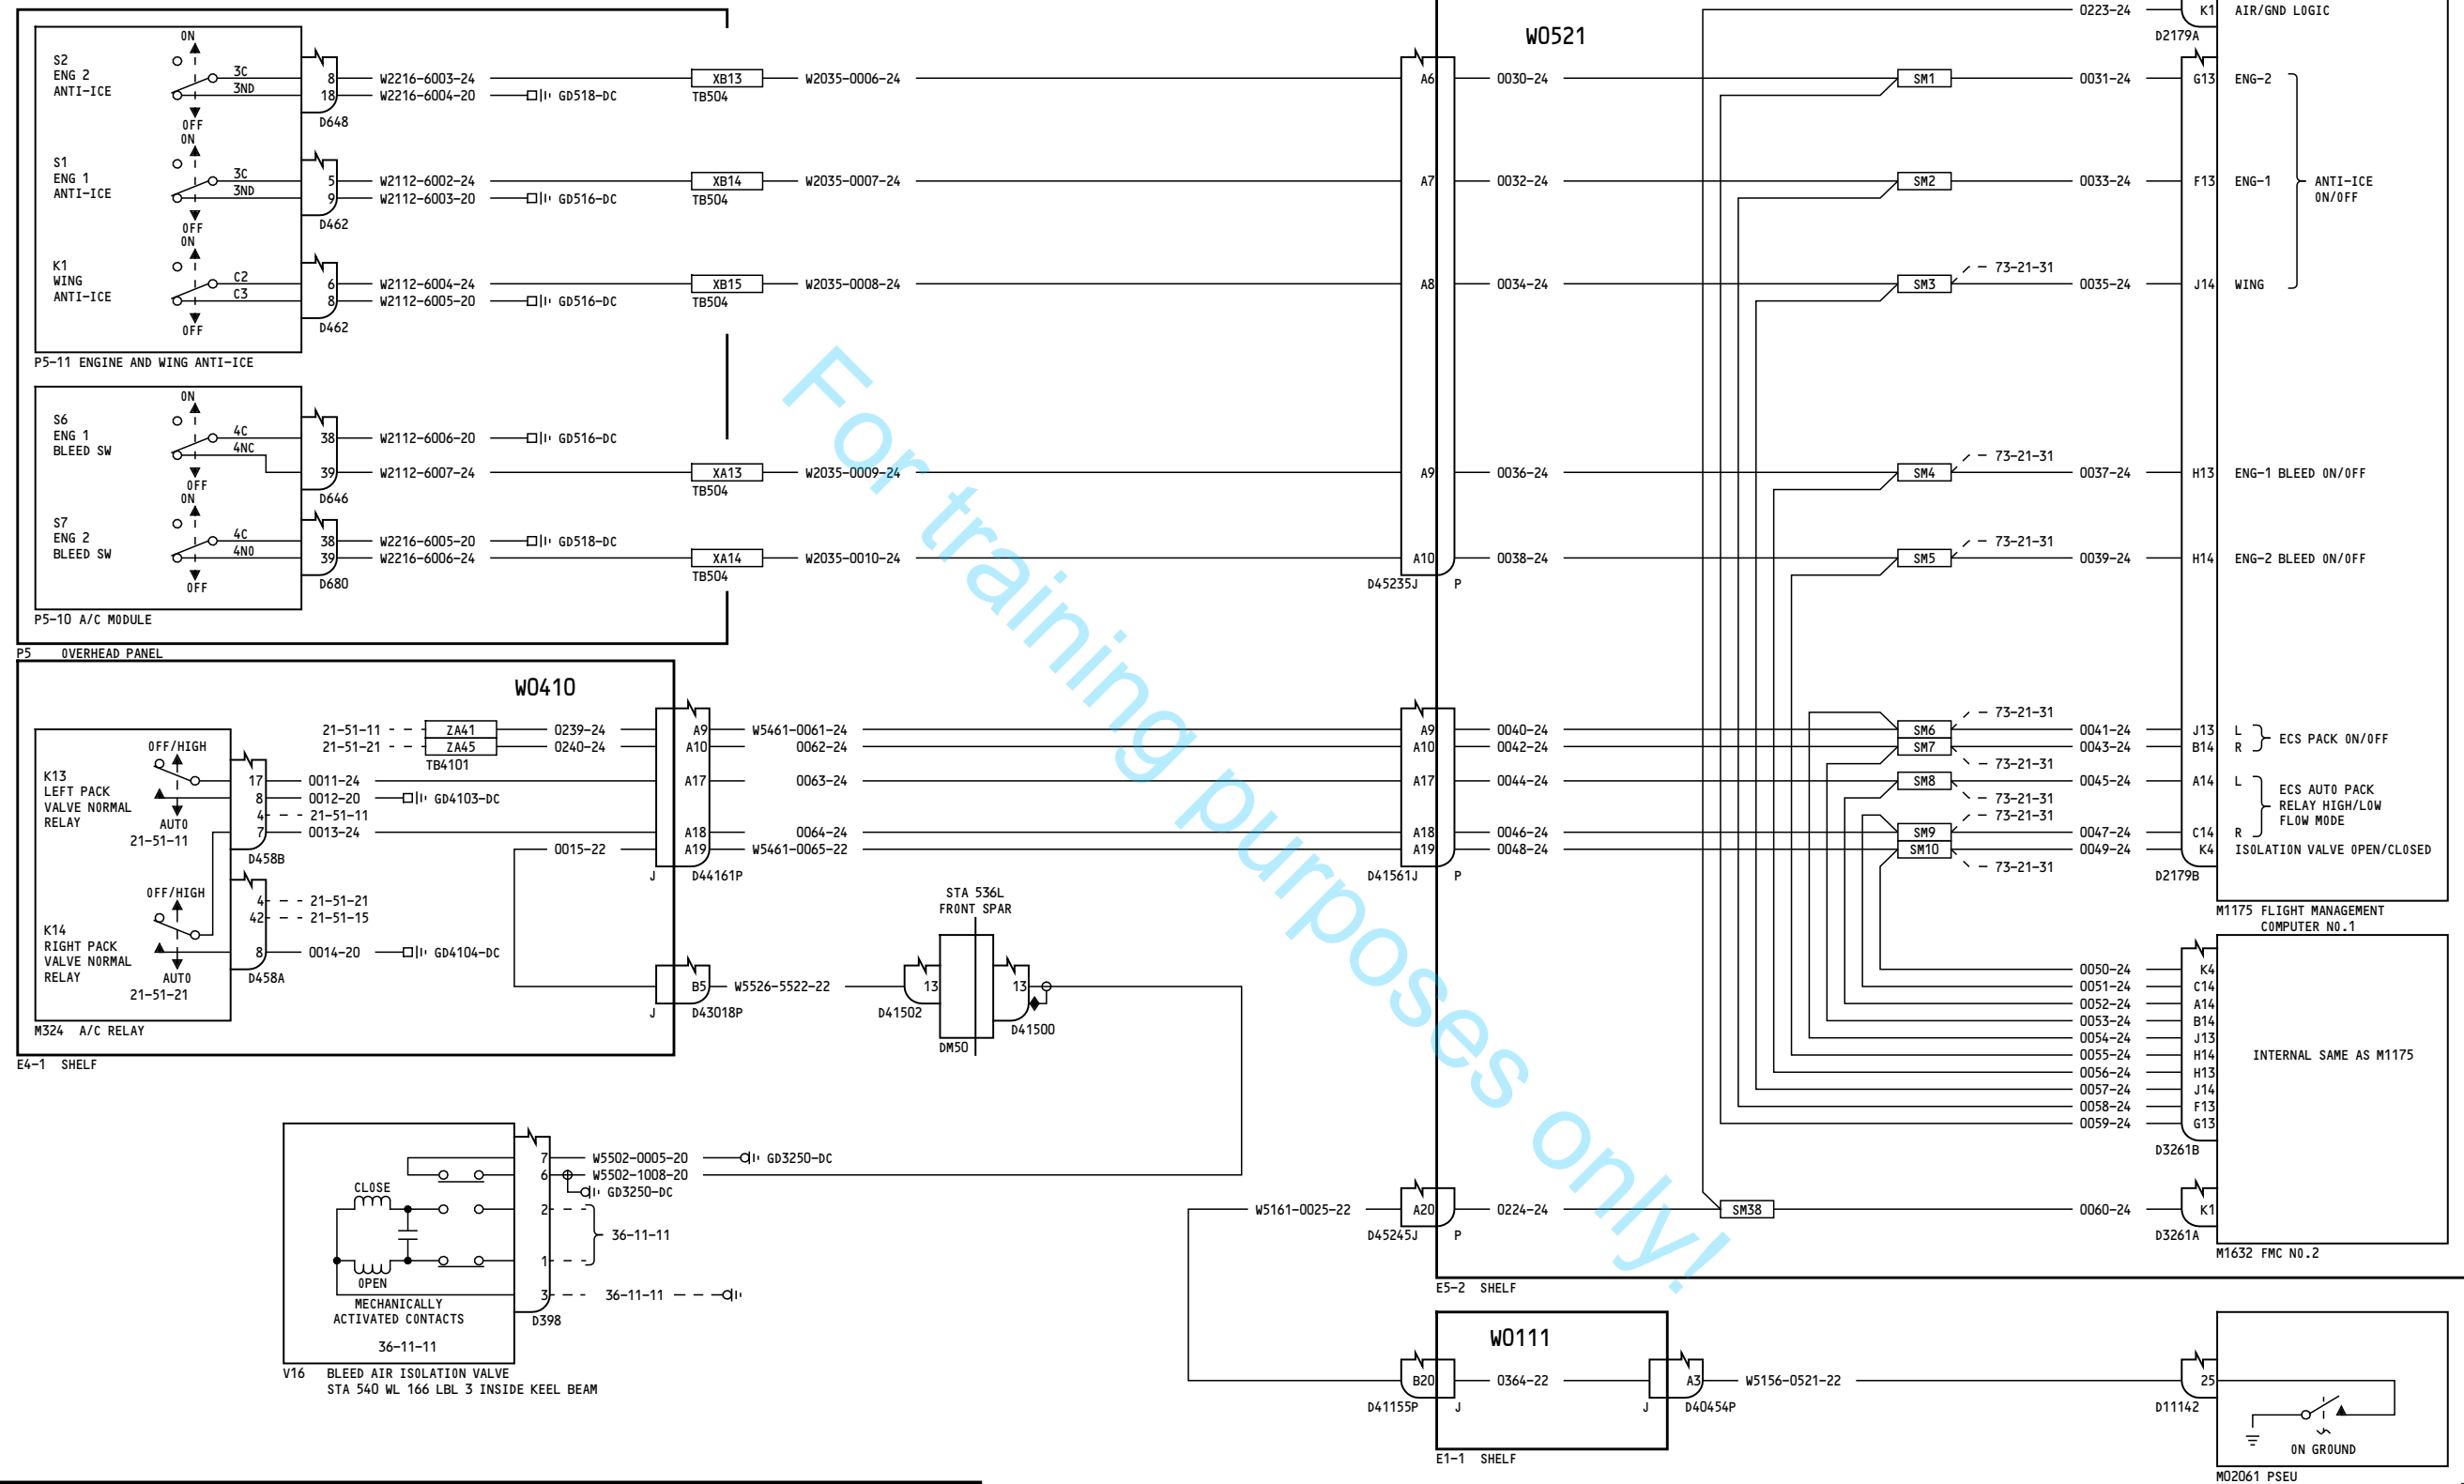 W0521
0223-24
K1
AIR/GND LOGIC
D2179A
S2
ENG 2
ANTI-ICE
ON
OFF
3C
3ND
8
18
D648
W2216-6003-24
W2216-6004-20
GD518-DC
XB13
TB504
W2035-0006-24
A6
0030-24
SM1
0031-24
G13
ENG-2
S1
ENG 1
ANTI-ICE
ON
OFF
3C
3ND
5
9
D462
W2112-6002-24
W2112-6003-20
GD516-DC
XB14
TB504
W2035-0007-24
A7
0032-24
SM2
0033-24
F13
ENG-1
ANTI-ICE
ON/OFF
K1
WING
ANTI-ICE
ON
OFF
C2
C3
6
8
D462
W2112-6004-24
W2112-6005-20
GD516-DC
XB15
TB504
W2035-0008-24
A8
0034-24
SM3
73-21-31
0035-24
J14
WING
P5-11 ENGINE AND WING ANTI-ICE
S6
ENG 1
BLEED SW
ON
OFF
4C
4NC
38
39
D646
W2112-6006-20
GD516-DC
W2112-6007-24
XA13
TB504
W2035-0009-24
A9
0036-24
SM4
73-21-31
0037-24
H13
ENG-1 BLEED ON/OFF
S7
ENG 2
BLEED SW
ON
OFF
4C
4NO
38
39
D680
W2216-6005-20
GD518-DC
W2216-6006-24
XA14
TB504
W2035-0010-24
A10
D45235J
P
0038-24
SM5
73-21-31
0039-24
H14
ENG-2 BLEED ON/OFF
P5-10 A/C MODULE
P5 OVERHEAD PANEL
W0410
21-51-11
ZA41
0239-24
A9
W5461-0061-24
A9
0040-24
SM6
73-21-31
0041-24
J13
L
21-51-21
ZA45
0240-24
A10
0062-24
A10
0042-24
SM7
73-21-31
0043-24
B14
R
ECS PACK ON/OFF
TB4101
K13
LEFT PACK
VALVE NORMAL
RELAY
OFF/HIGH
AUTO
21-51-11
17
8
4
7
D458B
0011-24
0012-20
GD4103-DC
21-51-11
0013-24
A17
0063-24
A17
0044-24
SM8
73-21-31
0045-24
A14
L
ECS AUTO PACK
RELAY HIGH/LOW
FLOW MODE
A18
0064-24
A18
0046-24
SM9
73-21-31
0047-24
C14
R
0015-22
A19
W5461-0065-22
A19
0048-24
SM10
73-21-31
0049-24
K4
ISOLATION VALVE OPEN/CLOSED
J
D44161P
D41561J
P
D2179B
K14
RIGHT PACK
VALVE NORMAL
RELAY
OFF/HIGH
AUTO
21-51-21
4
42
8
D458A
21-51-21
21-51-15
0014-20
GD4104-DC
M324 A/C RELAY
E4-1 SHELF
B5
J
D43018P
W5526-5522-22
STA 536L
FRONT SPAR
13
D41502
13
D41500
DM50
M1175 FLIGHT MANAGEMENT
COMPUTER NO.1
0050-24
K4
0051-24
C14
0052-24
A14
0053-24
B14
0054-24
J13
0055-24
H14
0056-24
H13
0057-24
J14
0058-24
F13
0059-24
G13
D3261B
INTERNAL SAME AS M1175
CLOSE
OPEN
MECHANICALLY
ACTIVATED CONTACTS
36-11-11
7
6
2
1
3
D398
W5502-0005-20
GD3250-DC
W5502-1008-20
GD3250-DC
36-11-11
36-11-11
V16 BLEED AIR ISOLATION VALVE
STA 540 WL 166 LBL 3 INSIDE KEEL BEAM
W5161-0025-22
A20
D45245J
P
0224-24
SM38
0060-24
K1
D3261A
M1632 FMC NO.2
E5-2 SHELF
W0111
B20
D41155P
J
0364-22
A3
J
D40454P
W5156-0521-22
25
D11142
ON GROUND
E1-1 SHELF
M02061 PSEU
For training purposes only!